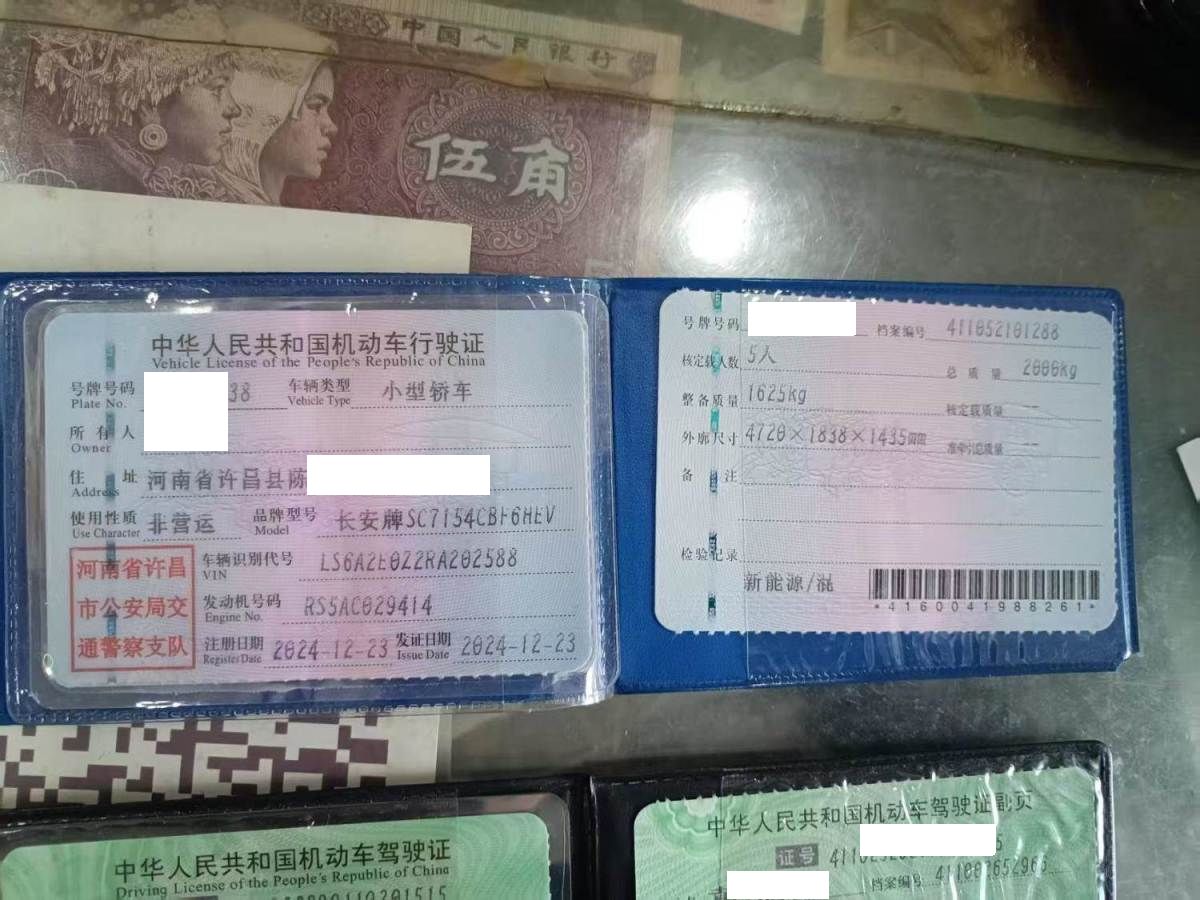 中国人民银行
伍角
中华人民共和国机动车行驶证
Vehicle License of the People's Republic of China
号牌号码 38 车辆类型 小型轿车
Plate No. Vehicle Type
所有人
Owner
住址 河南省许昌县陈
Address
使用性质 非营运 品牌型号 长安牌SC7154CBF6HEV
Use Character Model
河南省许昌
市公安局交
通警察支队
车辆识别代号 LS6A2E0Z2RA202588
VIN
发动机号码 RS5AC029414
Engine No.
注册日期 2024-12-23 发证日期 2024-12-23
Register Date Issue Date
号牌号码 档案编号 411052101288
核定载人数 5人 总质量 2000kg
整备质量 1625kg 核定载质量 --
外廓尺寸 4720×1838×1435mm 准牵引总质量 --
备注
检验记录
新能源/混
*4160041988261*
中华人民共和国机动车驾驶证
Driving License of the People's Republic of China
中华人民共和国机动车驾驶证副页
证号
档案编号 411002652965